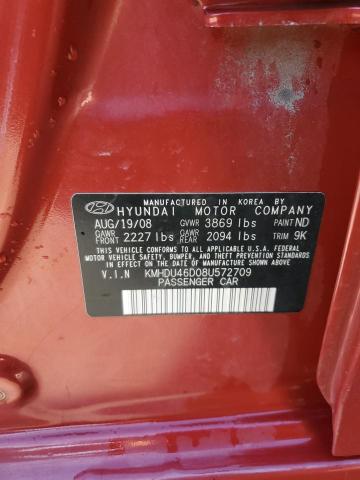 MANUFACTURED IN KOREA BY
HYUNDAI MOTOR COMPANY
AUG/19/08 GVWR 3869 lbs PAINT ND
GAWR FRONT 2227 lbs GAWR 2094 lbs TRIM 9K
THIS VEHICLE CONFORMS TO ALL APPLICABLE U.S.A. FEDERAL
MOTOR VEHICLE SAFETY, BUMPER, AND THEFT PREVENTION
STANDARDS IN EFFECT ON THE DATE OF MANUFACTURE SHOWN ABOVE.
V.I.N KMHDU46D08U572709
PASSENGER CAR